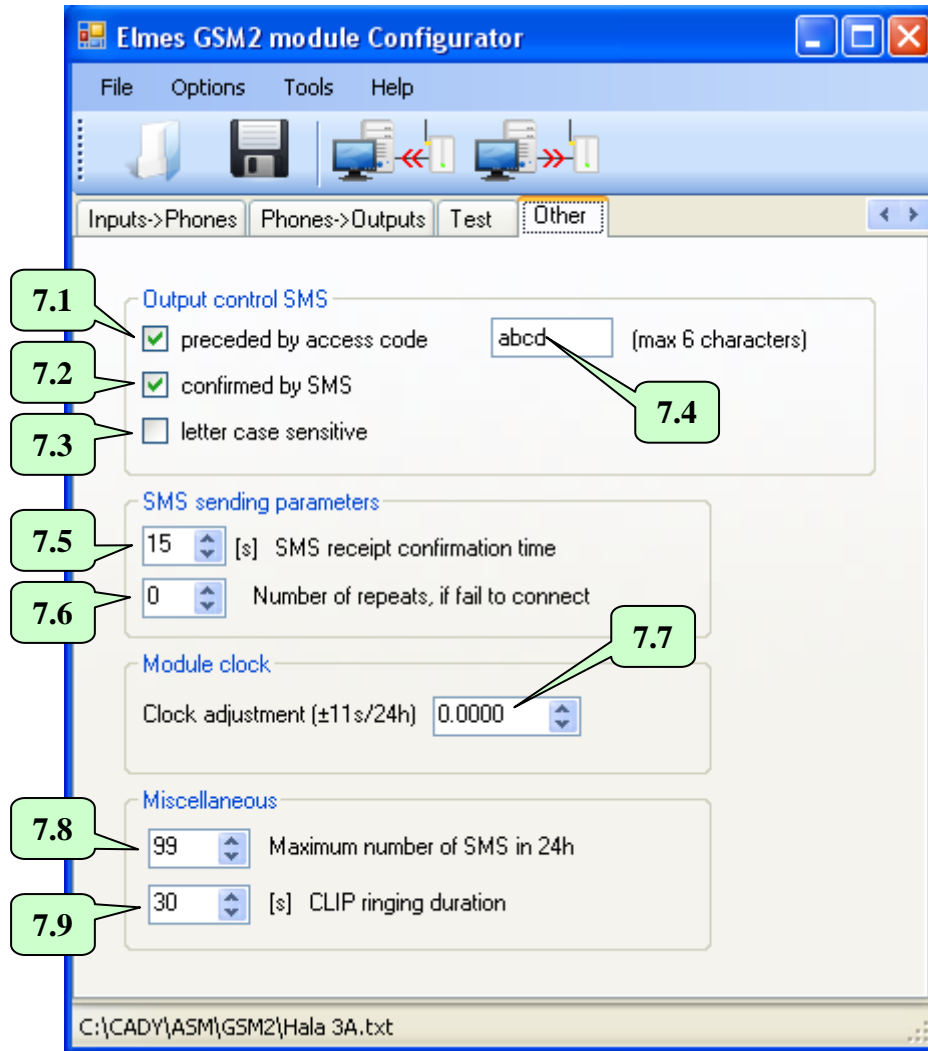 Elmes GSM2 module Configurator
File Options Tools Help
Inputs->Phones Phones->Outputs Test Other
Output control SMS
7.1 preceded by access code abcd (max 6 characters)
7.2 confirmed by SMS 7.4
7.3 letter case sensitive
SMS sending parameters
7.5 15 [s] SMS receipt confirmation time
7.6 0 Number of repeats, if fail to connect
7.7
Module clock
Clock adjustment (±11s/24h) 0.0000
Miscellaneous
7.8 99 Maximum number of SMS in 24h
7.9 30 [s] CLIP ringing duration
C:\CADY\ASM\GSM2\Hala 3A.txt